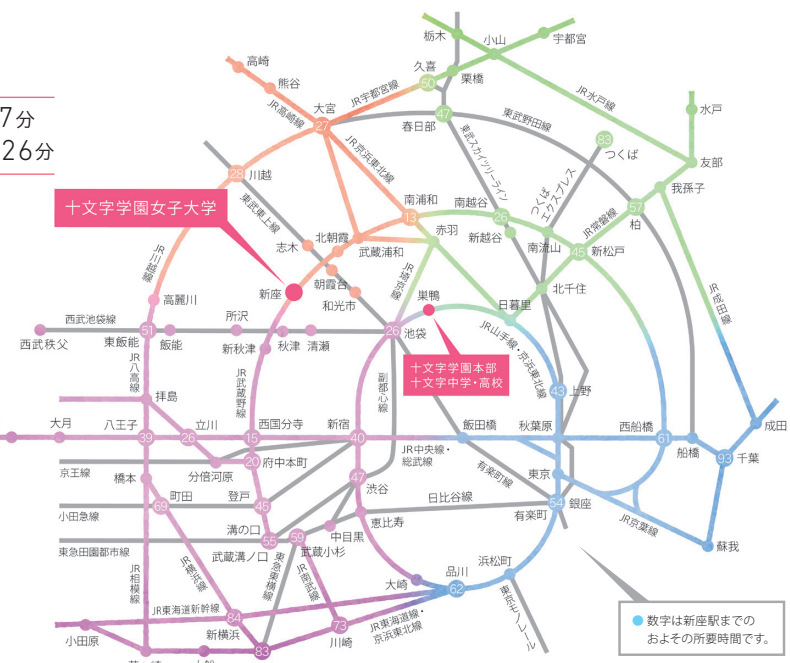 7分
26分
栃木
小山
宇都宮
高崎
熊谷
久喜
栗橋
60
JR宇都宮線
JR高崎線
大宮
27
春日部
47
東武野田線
JR水戸線
水戸
友部
我孫子
つくば
83
つくば
エクスプレス
東武スカイツリーライン
JR京浜東北線
28
川越
東武東上線
南浦和
13
南越谷
26
新越谷
南流山
45
新松戸
JR常磐線
57
柏
十文字学園女子大学
志木
北朝霞
武蔵浦和
赤羽
朝霞台
和光市
新座
JR川越線
JR埼京線
北千住
日暮里
巣鴨
JR成田線
高麗川
西武池袋線
西武秩父
51
東飯能
飯能
所沢
新秋津
秋津
清瀬
26
池袋
JR山手線・京浜東北線
十文字学園本部
十文字中学・高校
JR八高線
JR武蔵野線
副都心線
43
上野
拝島
大月
八王子
39
立川
26
西国分寺
15
新宿
40
飯田橋
秋葉原
西船橋
61
船橋
成田
93
千葉
JR中央線・
総武線
京王線
分倍河原
20
府中本町
橋本
47
渋谷
有楽町線
東京
小田急線
町田
69
登戸
45
恵比寿
日比谷線
64
銀座
有楽町
JR京葉線
蘇我
東急田園都市線
溝の口
55
武蔵溝ノ口
59
武蔵小杉
中目黒
JR相模線
JR横浜線
東急東横線
JR南武線
大崎
品川
62
浜松町
東京モノレール
JR東海道新幹線
84
新横浜
小田原
73
川崎
JR東海道線・
京浜東北線
83
数字は新座駅までの
おおよその所要時間です。